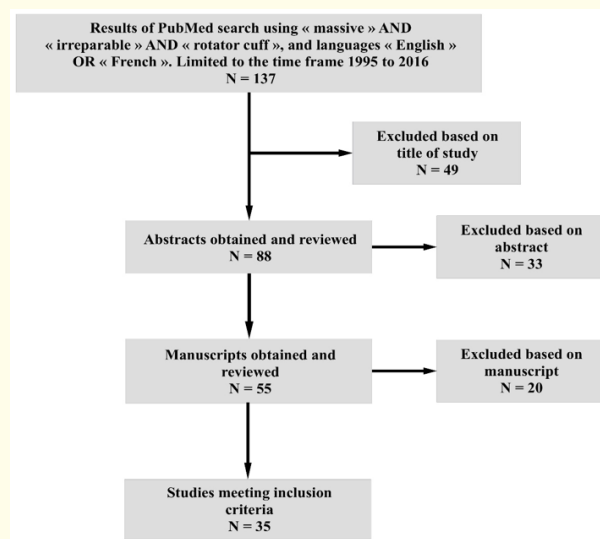 Results of PubMed search using « massive » AND
« irreparable » AND « rotator cuff », and languages « English »
OR « French ». Limited to the time frame 1995 to 2016
N = 137
Excluded based on
title of study
N = 49
Abstracts obtained and reviewed
N = 88
Excluded based on
abstract
N = 33
Manuscripts obtained and
reviewed
N = 55
Excluded based on
manuscript
N = 20
Studies meeting inclusion
criteria
N = 35